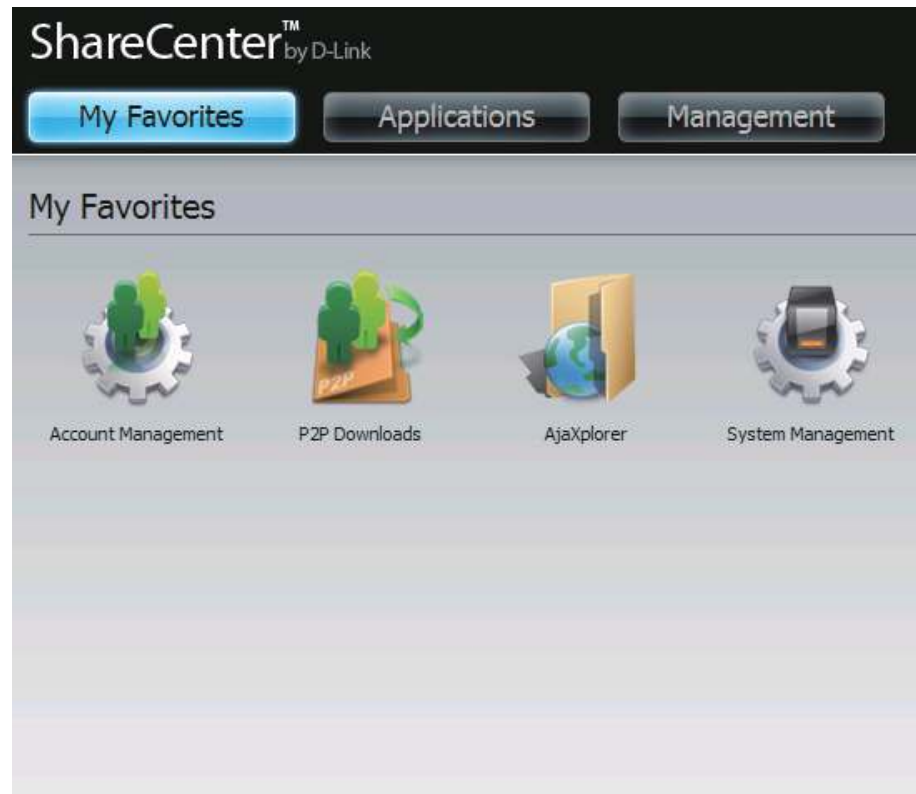 ShareCenter™ by D-Link
My Favorites Applications Management
My Favorites
P2P
Account Management P2P Downloads AjaXplorer System Management